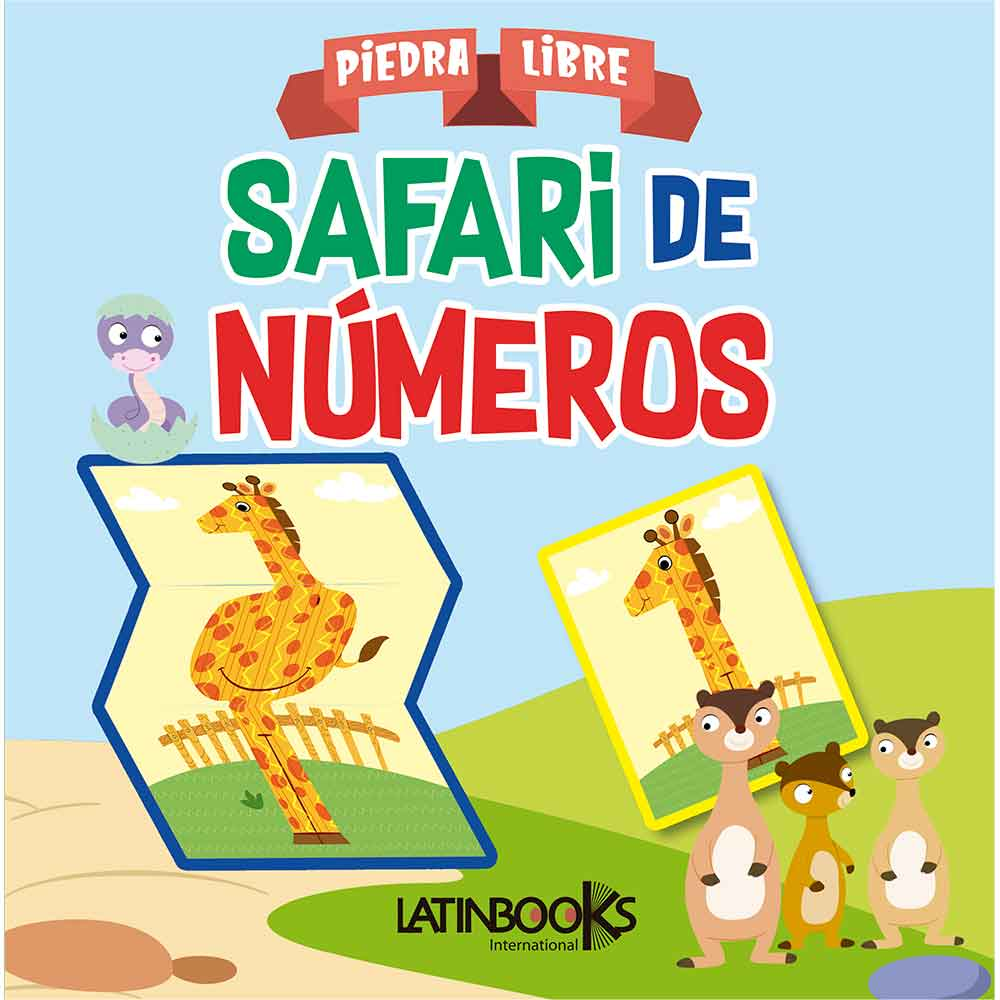 PiEDRA LiBRE
SAFARi DE
NÚMEROS
LATINBOOKS
International